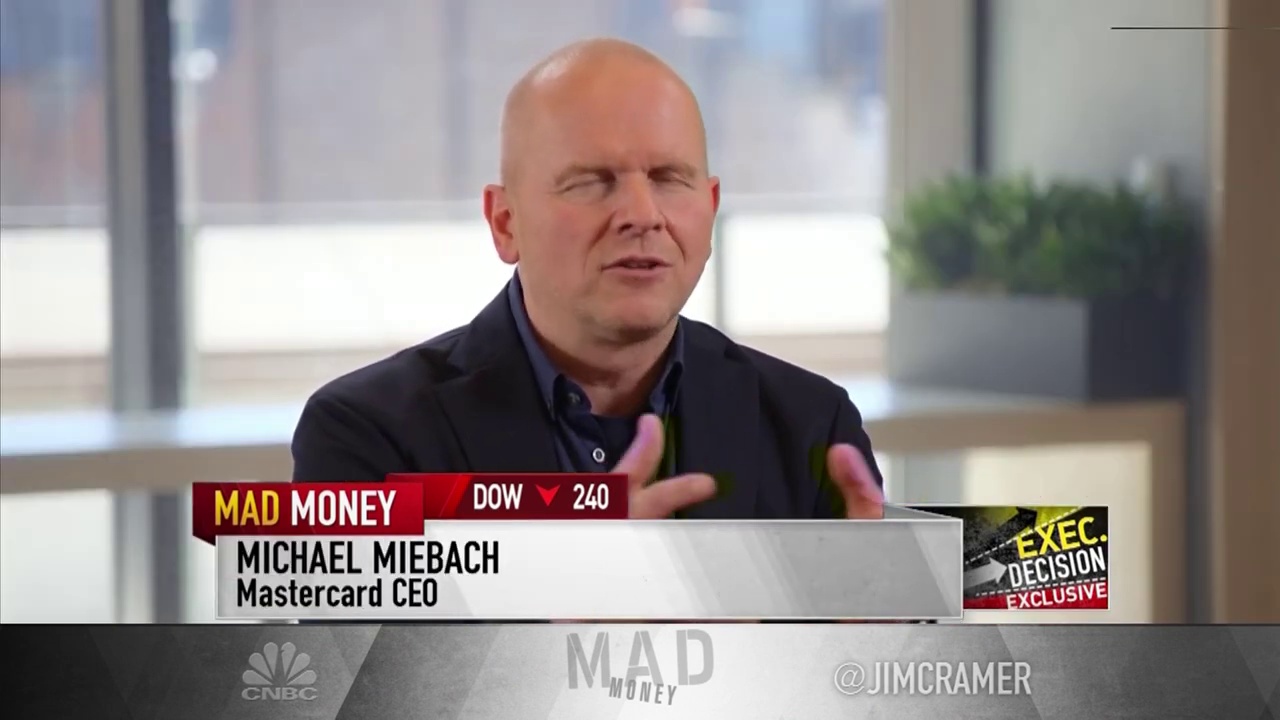 MAD MONEY
DOW 240
MICHAEL MIEBACH
Mastercard CEO
EXEC.
DECISION
EXCLUSIVE
CNBC
MAD
MONEY
@JIMCRAMER